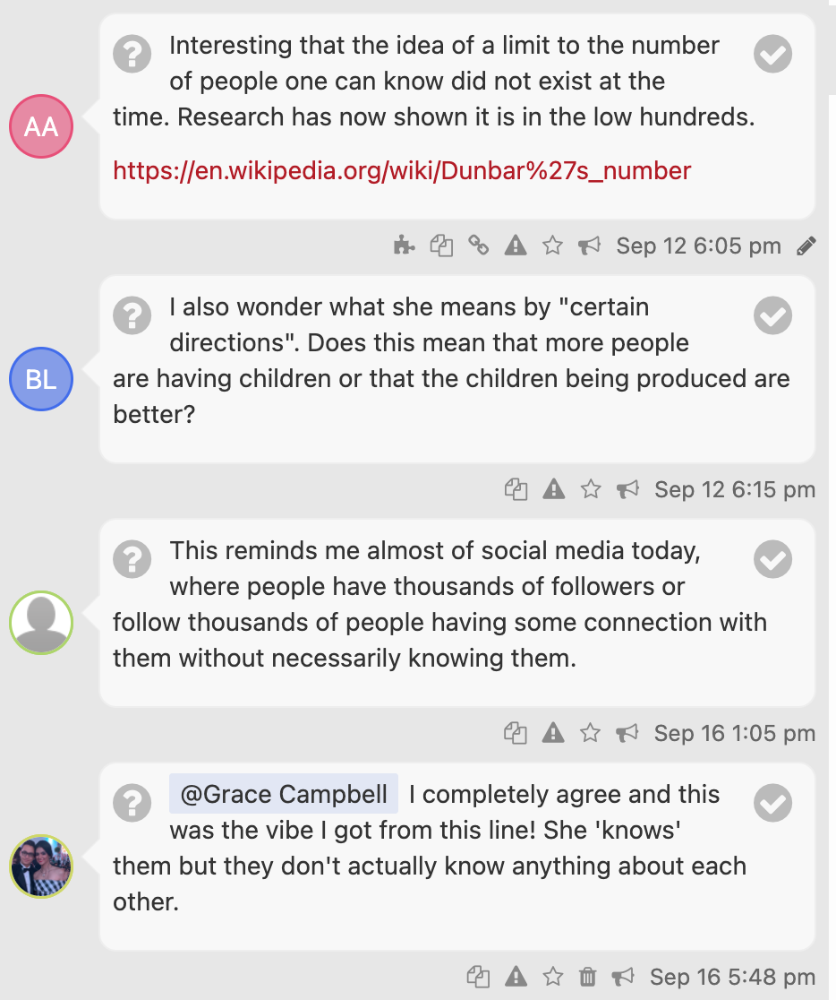 Interesting that the idea of a limit to the number
of people one can know did not exist at the
AA
time. Research has now shown it is in the low hundreds.
https://en.wikipedia.org/wiki/Dunbar%27s_number
Sep 12 6:05 pm
I also wonder what she means by "certain
directions". Does this mean that more people
BL
are having children or that the children being produced are
better?
Sep 12 6:15 pm
This reminds me almost of social media today,
where people have thousands of followers or
follow thousands of people having some connection with
them without necessarily knowing them.
Sep 16 1:05 pm
@Grace Campbell I completely agree and this
was the vibe I got from this line! She 'knows'
them but they don't actually know anything about each
other.
Sep 16 5:48 pm